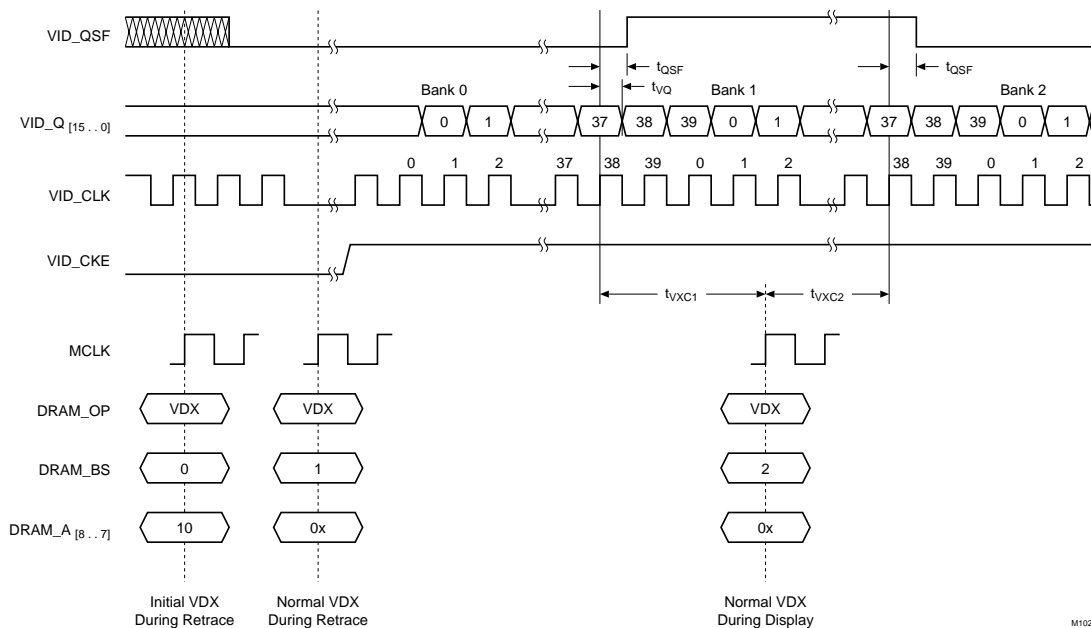 VID_QSF
tQSF
tQSF
tVQ
Bank 0
Bank 1
Bank 2
VID_Q [15 . . 0]
0 1 37 38 39 0 1 37 38 39 0 1
0 1 2 37 38 39 0 1 2 38 39 0 1 2
VID_CLK
VID_CKE
tVXC1
tVXC2
MCLK
DRAM_OP
VDX
VDX
VDX
DRAM_BS
0
1
2
DRAM_A [8 . . 7]
10
0x
0x
Initial VDX
During Retrace
Normal VDX
During Retrace
Normal VDX
During Display
M102